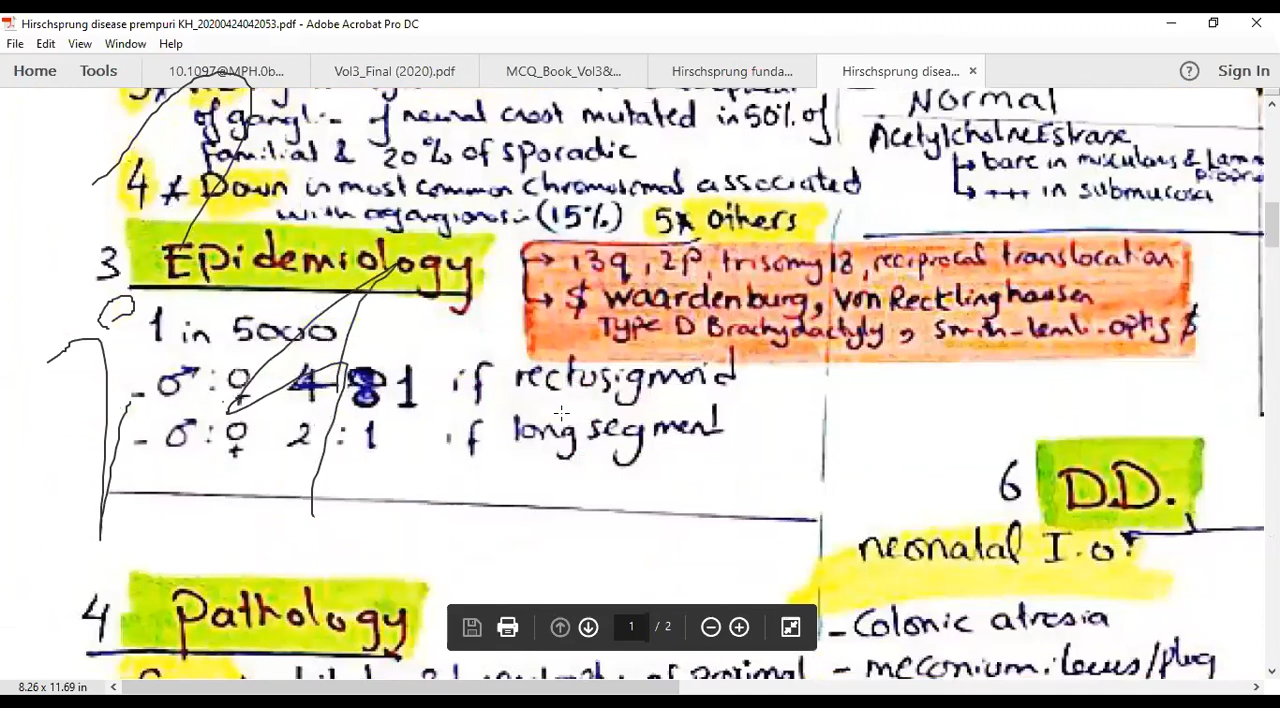 Hirschsprung disease prempuri KH_20200424042053.pdf - Adobe Acrobat Pro DC
File Edit View Window Help
Home Tools 10.1097@MPH.0b... Vol3_Final (2020).pdf MCQ_Book_Vol3&... Hirschsprung funda... Hirschsprung disea... × ? Sign In
of neural crest mutated in 50% of
familial & 20% of sporadic
4 * Down is most common chromosomal associated
with (15%) 5* others
3 Epidemiology
→ 13q, 2P, trisomy 18, reciprocal translocation
→ $ Waardenburg, Von Recklinghausen
Type D Brachydactyly, Smith-lemli-optiz $
1 in 5000
- ♂ : ♀ 4 : 1 if rectosigmoid
- ♂ : ♀ 2 : 1 if long segment
4 Pathology
of proximal
Normal
Acetylcholinesterase
→ bare in muscularis & Lamina propria
→ +++ in submucosa
6 D.D.
neonatal I.O.
- Colonic atresia
- meconium ileus/plug
1 / 2
8.26 x 11.69 in